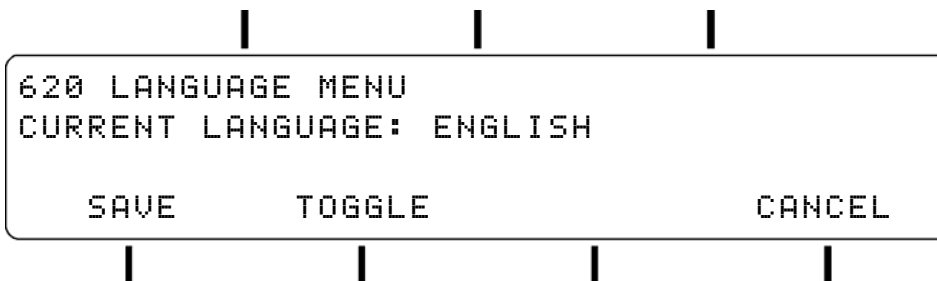 620 LANGUAGE MENU
CURRENT LANGUAGE: ENGLISH
SAVE TOGGLE CANCEL